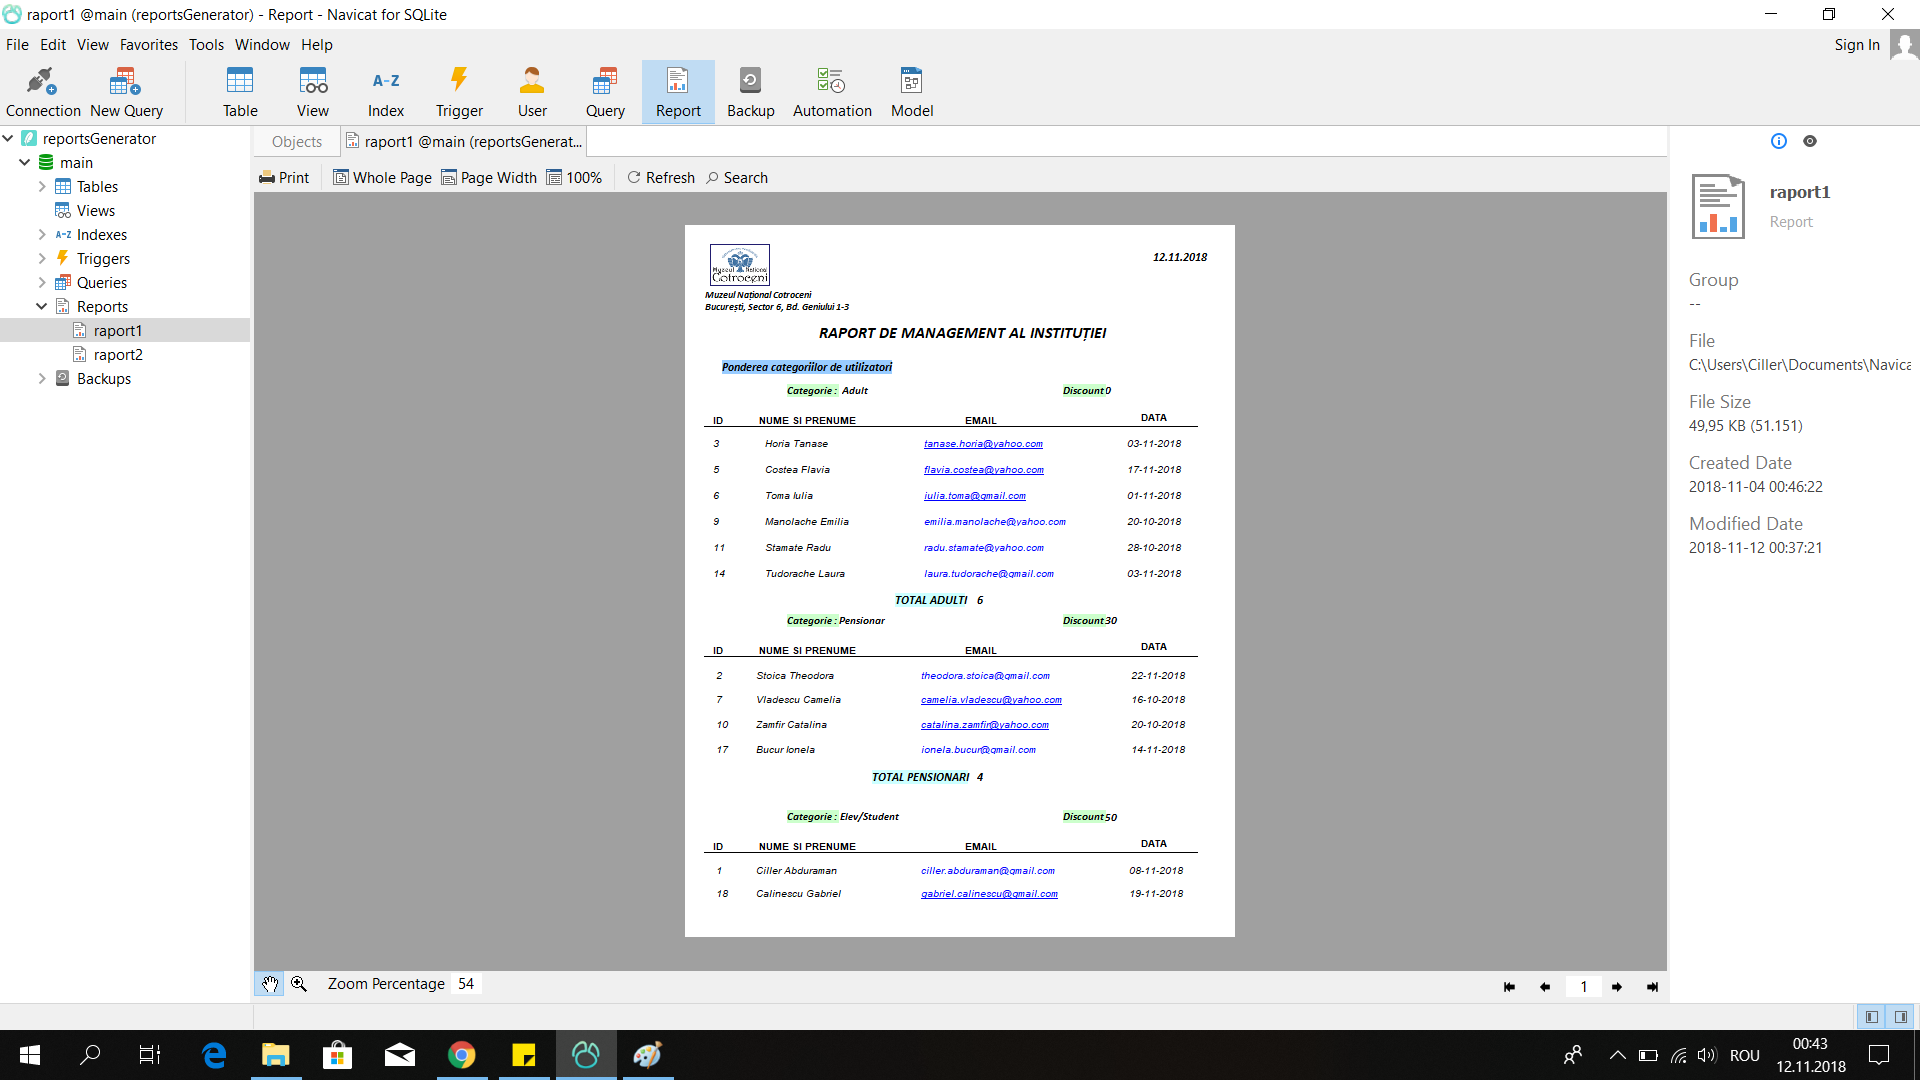 raport1 @main (reportsGenerator) - Report - Navicat for SQLite
File Edit View Favorites Tools Window Help
Sign In
Connection New Query Table View Index Trigger User Query Report Backup Automation Model
reportsGenerator
main
Tables
Views
Indexes
Triggers
Queries
Reports
raport1
raport2
Backups
Objects
raport1 @main (reportsGenerat...
Print Whole Page Page Width 100% Refresh Search
Muzeul National
Cotroceni
12.11.2018
Muzeul Național Cotroceni
București, Sector 6, Bd. Geniului 1-3
RAPORT DE MANAGEMENT AL INSTITUȚIEI
Ponderea categoriilor de utilizatori
Categorie : Adult Discount 0
ID NUME SI PRENUME EMAIL DATA
3 Horia Tanase tanase.horia@yahoo.com 03-11-2018
5 Costea Flavia flavia.costea@yahoo.com 17-11-2018
6 Toma Iulia iulia.toma@gmail.com 01-11-2018
9 Manolache Emilia emilia.manolache@yahoo.com 20-10-2018
11 Stamate Radu radu.stamate@yahoo.com 28-10-2018
14 Tudorache Laura laura.tudorache@gmail.com 03-11-2018
TOTAL ADULTI 6
Categorie : Pensionar Discount 30
ID NUME SI PRENUME EMAIL DATA
2 Stoica Theodora theodora.stoica@gmail.com 22-11-2018
7 Vladescu Camelia camelia.vladescu@yahoo.com 16-10-2018
10 Zamfir Catalina catalina.zamfir@yahoo.com 20-10-2018
17 Bucur Ionela ionela.bucur@gmail.com 14-11-2018
TOTAL PENSIONARI 4
Categorie : Elev/Student Discount 50
ID NUME SI PRENUME EMAIL DATA
1 Ciller Abduraman ciller.abduraman@gmail.com 08-11-2018
18 Calinescu Gabriel gabriel.calinescu@gmail.com 19-11-2018
Zoom Percentage 54
1
raport1
Report
Group
--
File
C:\Users\Ciller\Documents\Navica
File Size
49,95 KB (51.151)
Created Date
2018-11-04 00:46:22
Modified Date
2018-11-12 00:37:21
ROU
00:43
12.11.2018